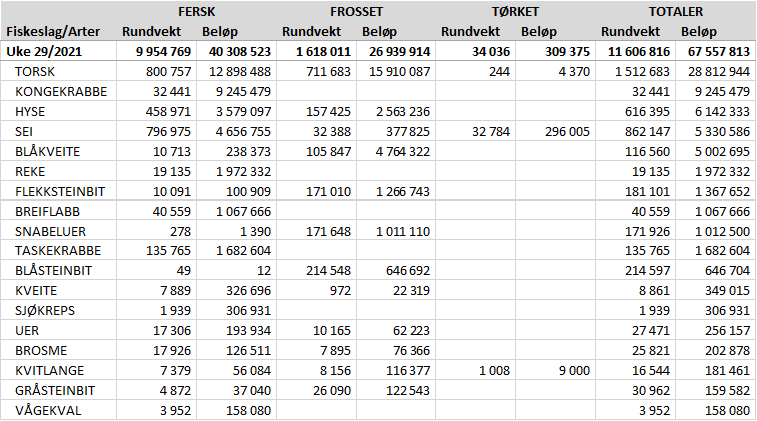 FERSK FROSSET TØRKET TOTALER
Fiskeslag/Arter Rundvekt Beløp Rundvekt Beløp Rundvekt Beløp Rundvekt Beløp
Uke 29/2021 9 954 769 40 308 523 1 618 011 26 939 914 34 036 309 375 11 606 816 67 557 813
TORSK 800 757 12 898 488 711 683 15 910 087 244 4 370 1 512 683 28 812 944
KONGEKRABBE 32 441 9 245 479 32 441 9 245 479
HYSE 458 971 3 579 097 157 425 2 563 236 616 395 6 142 333
SEI 796 975 4 656 755 32 388 377 825 32 784 296 005 862 147 5 330 586
BLÅKVEITE 10 713 238 373 105 847 4 764 322 116 560 5 002 695
REKE 19 135 1 972 332 19 135 1 972 332
FLEKKSTEINBIT 10 091 100 909 171 010 1 266 743 181 101 1 367 652
BREIFLABB 40 559 1 067 666 40 559 1 067 666
SNABELUER 278 1 390 171 648 1 011 110 171 926 1 012 500
TASKEKRABBE 135 765 1 682 604 135 765 1 682 604
BLÅSTEINBIT 49 12 214 548 646 692 214 597 646 704
KVEITE 7 889 326 696 972 22 319 8 861 349 015
SJØKREPS 1 939 306 931 1 939 306 931
UER 17 306 193 934 10 165 62 223 27 471 256 157
BROSME 17 926 126 511 7 895 76 366 25 821 202 878
KVITLANGE 7 379 56 084 8 156 116 377 1 008 9 000 16 544 181 461
GRÅSTEINBIT 4 872 37 040 26 090 122 543 30 962 159 582
VÅGEKVAL 3 952 158 080 3 952 158 080